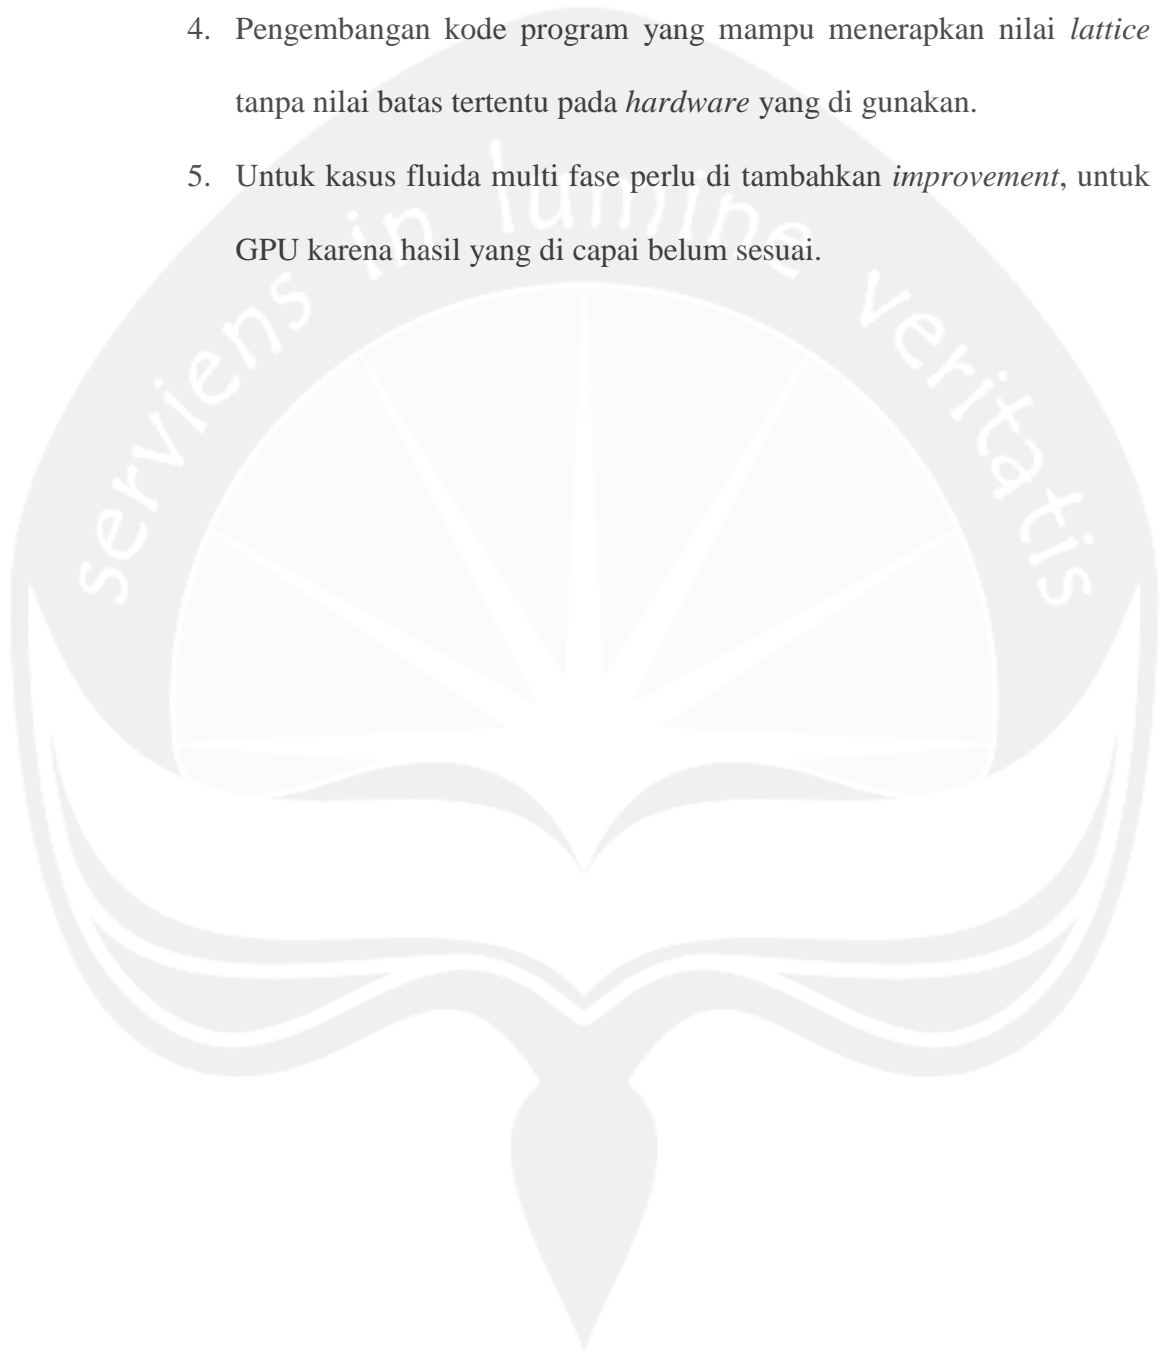 4. Pengembangan kode program yang mampu menerapkan nilai lattice
tanpa nilai batas tertentu pada hardware yang di gunakan.
5. Untuk kasus fluida multi fase perlu di tambahkan improvement, untuk
GPU karena hasil yang di capai belum sesuai.
serviens in lumine veritatis